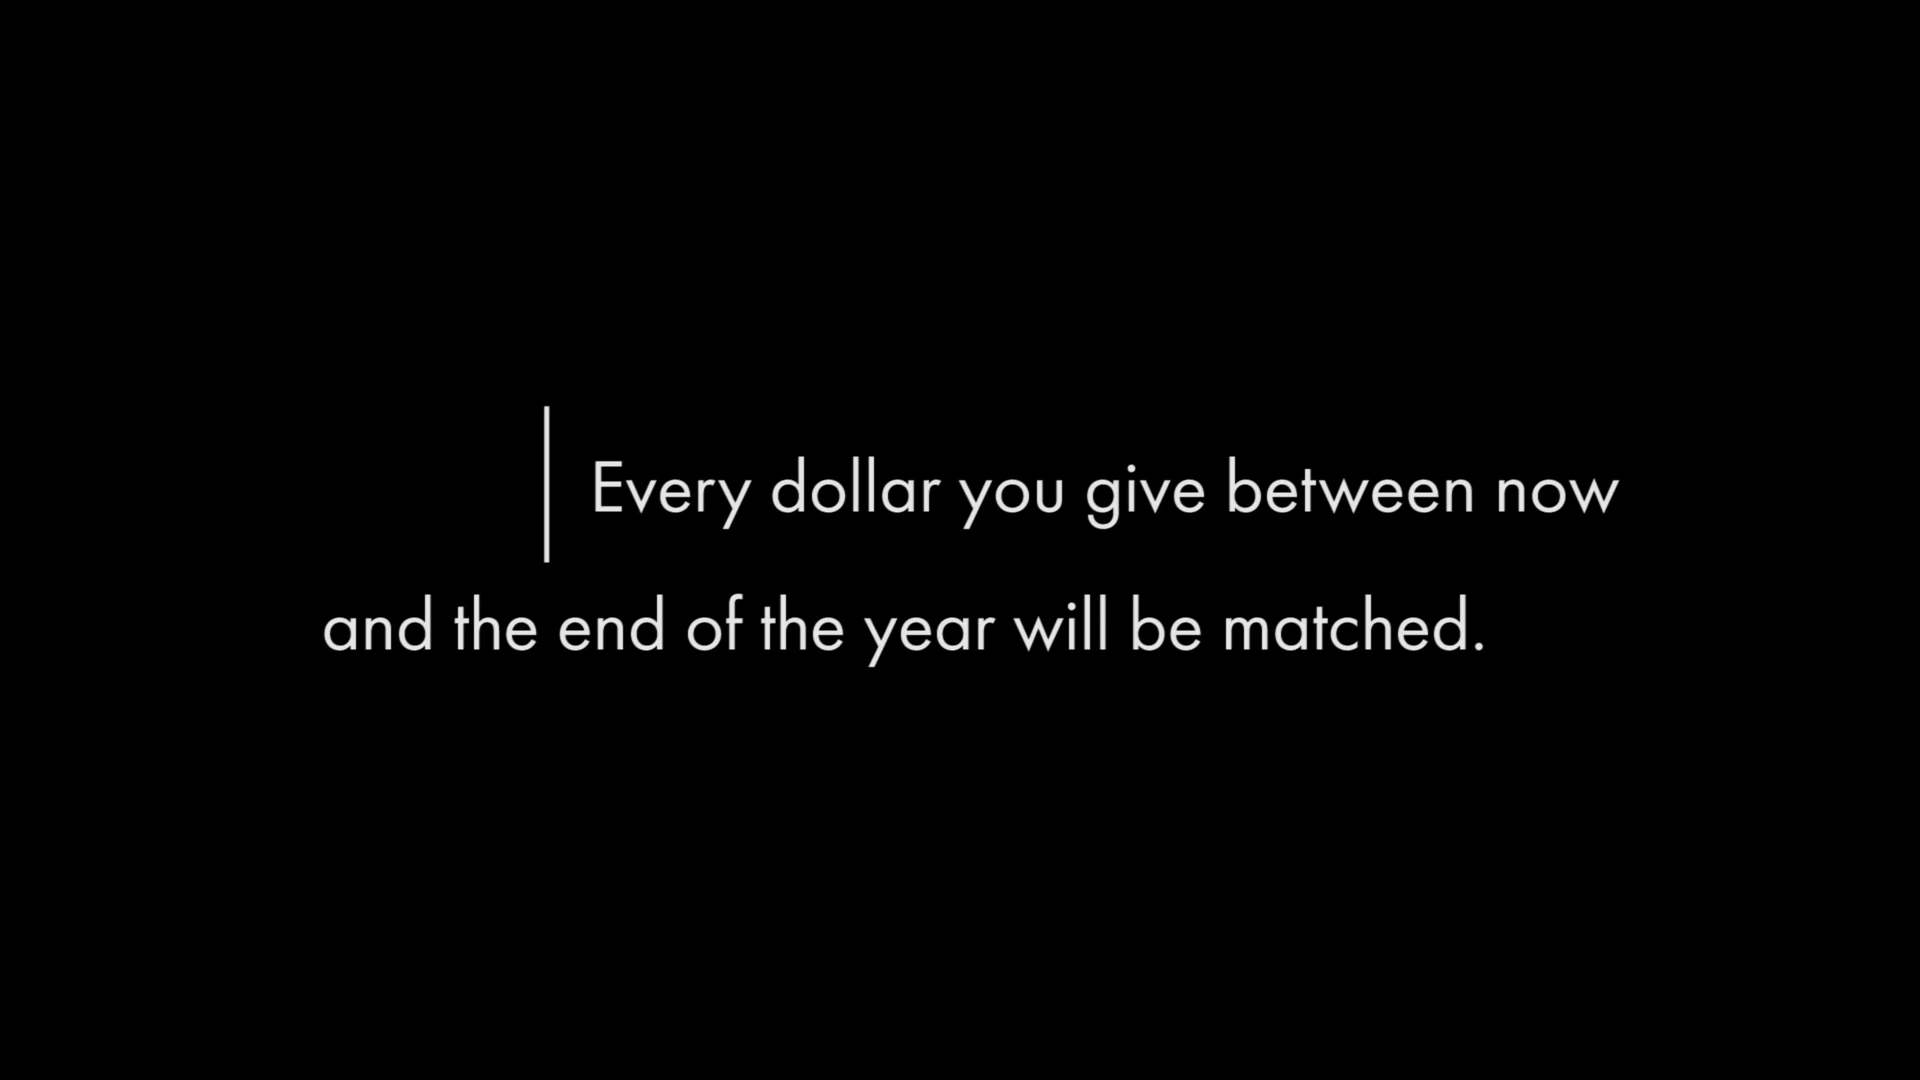 Every dollar you give between now
and the end of the year will be matched.